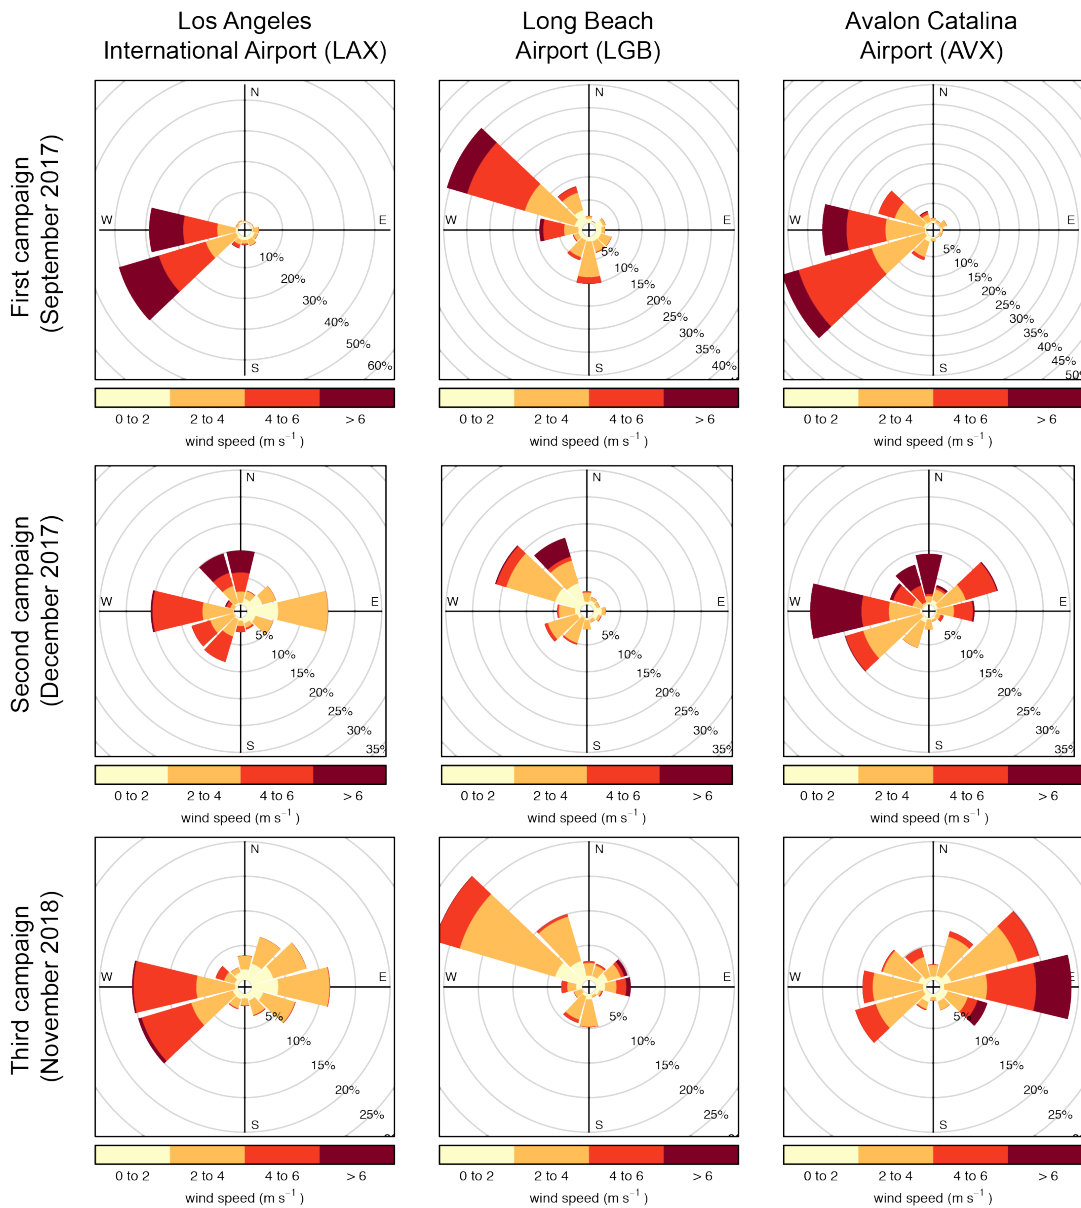 Los Angeles
International Airport (LAX)
Long Beach
Airport (LGB)
Avalon Catalina
Airport (AVX)
First campaign
(September 2017)
N
W
E
S
10%
20%
30%
40%
50%
60%
0 to 2
2 to 4
4 to 6
> 6
wind speed (m s⁻¹ )
N
W
E
S
5%
10%
15%
20%
25%
30%
35%
40%
0 to 2
2 to 4
4 to 6
> 6
wind speed (m s⁻¹ )
N
W
E
S
5%
10%
15%
20%
25%
30%
35%
40%
45%
50%
0 to 2
2 to 4
4 to 6
> 6
wind speed (m s⁻¹ )
Second campaign
(December 2017)
N
W
E
S
5%
10%
15%
20%
25%
30%
35%
0 to 2
2 to 4
4 to 6
> 6
wind speed (m s⁻¹ )
N
W
E
S
5%
10%
15%
20%
25%
30%
35%
0 to 2
2 to 4
4 to 6
> 6
wind speed (m s⁻¹ )
N
W
E
S
5%
10%
15%
20%
25%
30%
35%
0 to 2
2 to 4
4 to 6
> 6
wind speed (m s⁻¹ )
Third campaign
(November 2018)
N
W
E
S
5%
10%
15%
20%
25%
0 to 2
2 to 4
4 to 6
> 6
wind speed (m s⁻¹ )
N
W
E
S
5%
10%
15%
20%
25%
0 to 2
2 to 4
4 to 6
> 6
wind speed (m s⁻¹ )
N
W
E
S
5%
10%
15%
20%
25%
0 to 2
2 to 4
4 to 6
> 6
wind speed (m s⁻¹ )